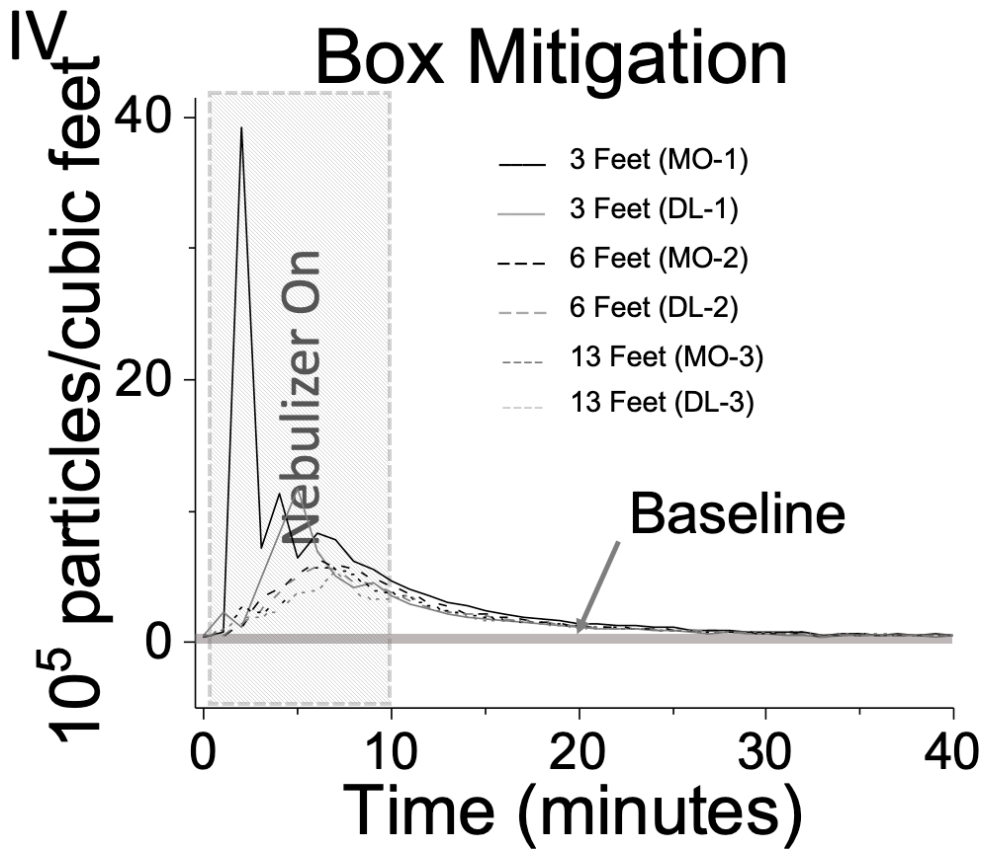 IV
Box Mitigation
10⁵ particles/cubic feet
40
20
0
Nebulizer On
3 Feet (MO-1)
3 Feet (DL-1)
6 Feet (MO-2)
6 Feet (DL-2)
13 Feet (MO-3)
13 Feet (DL-3)
Baseline
0 10 20 30 40
Time (minutes)